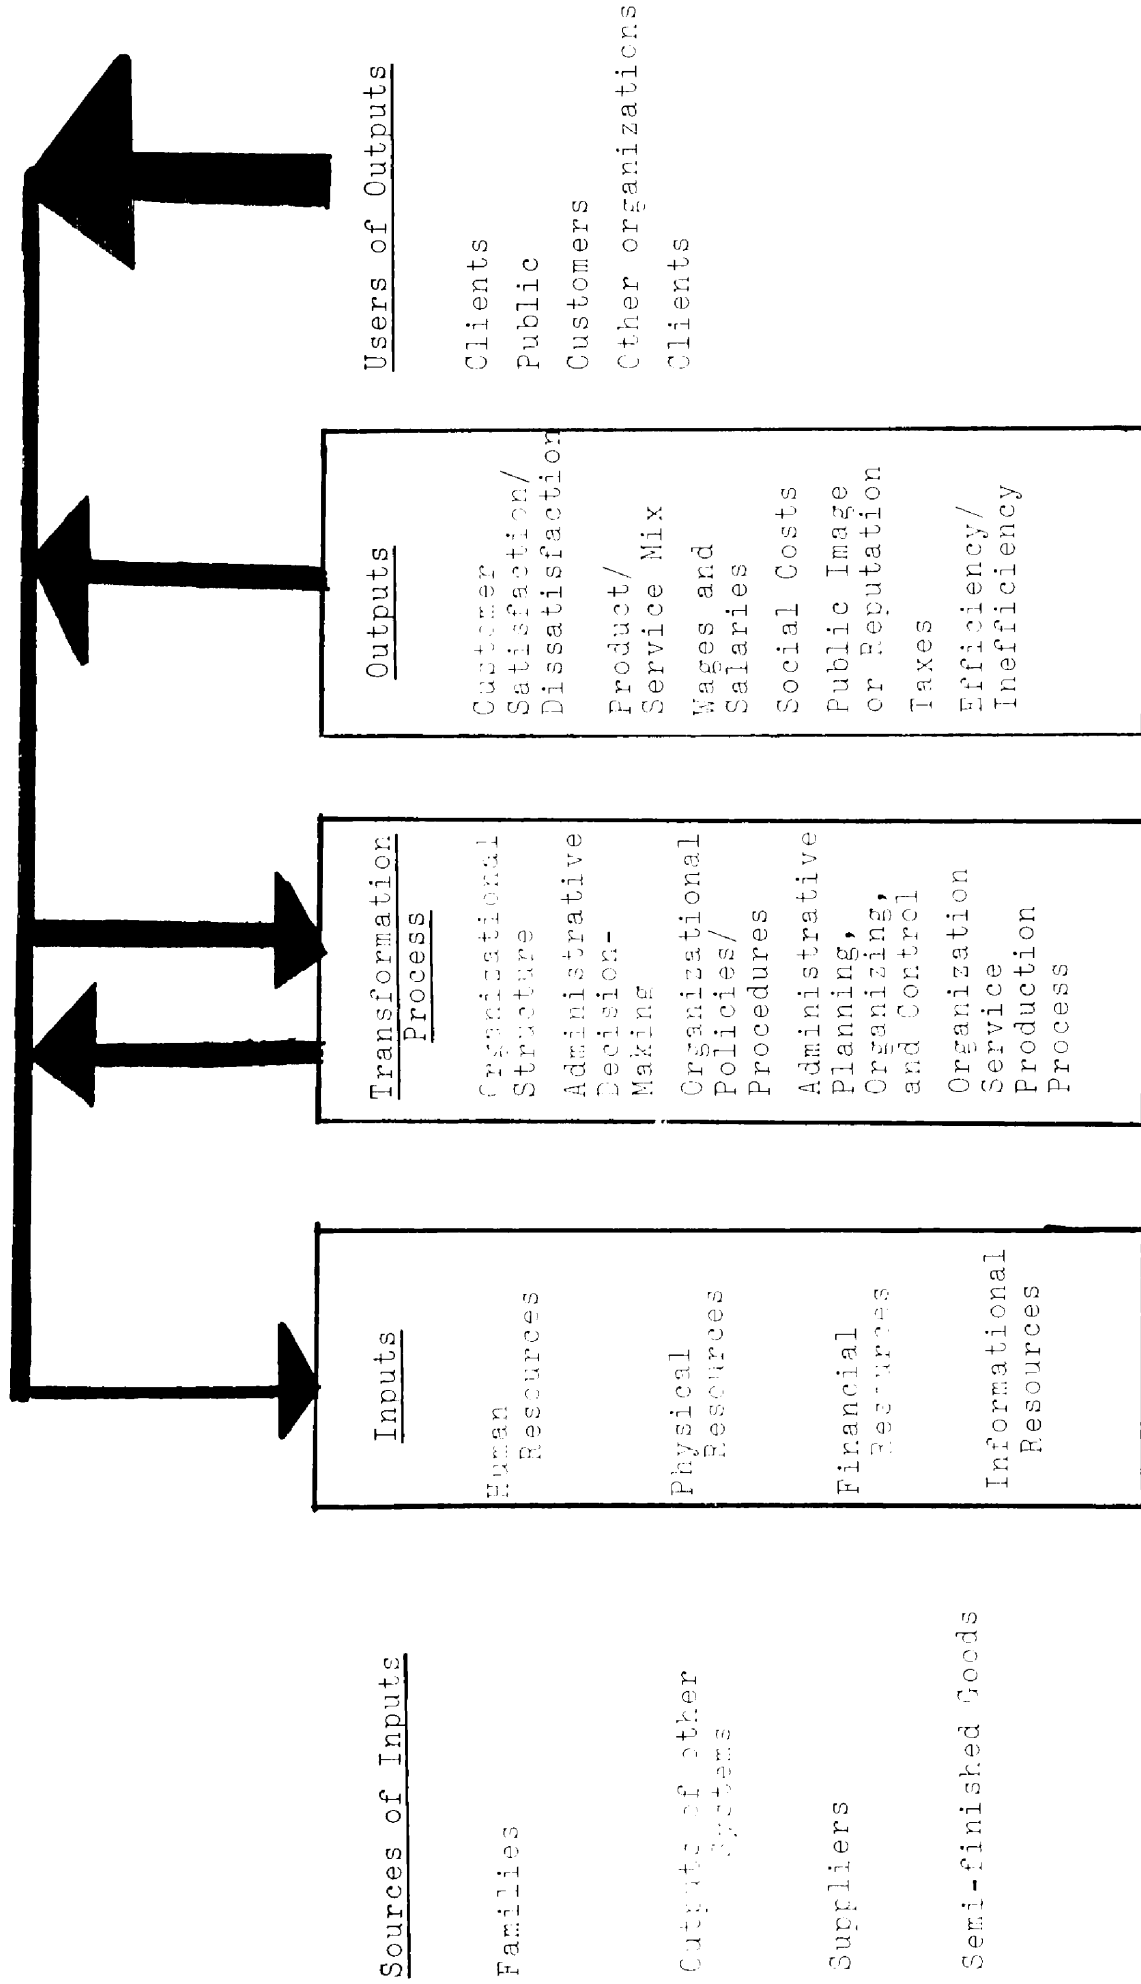 Sources of Inputs
Families
Outputs of other
Systems
Suppliers
Semi-finished Goods
Inputs
Human
Resources
Physical
Resources
Financial
Resources
Informational
Resources
Transformation
Process
Organizational
Structure
Administrative
Decision-
Making
Organizational
Policies/
Procedures
Administrative
Planning,
Organizing,
and Control
Organization
Service
Production
Process
Outputs
Customer
Satisfaction/
Dissatisfaction
Product/
Service Mix
Wages and
Salaries
Social Costs
Public Image
or Reputation
Taxes
Efficiency/
Inefficiency
Users of Outputs
Clients
Public
Customers
Other organizations
Clients